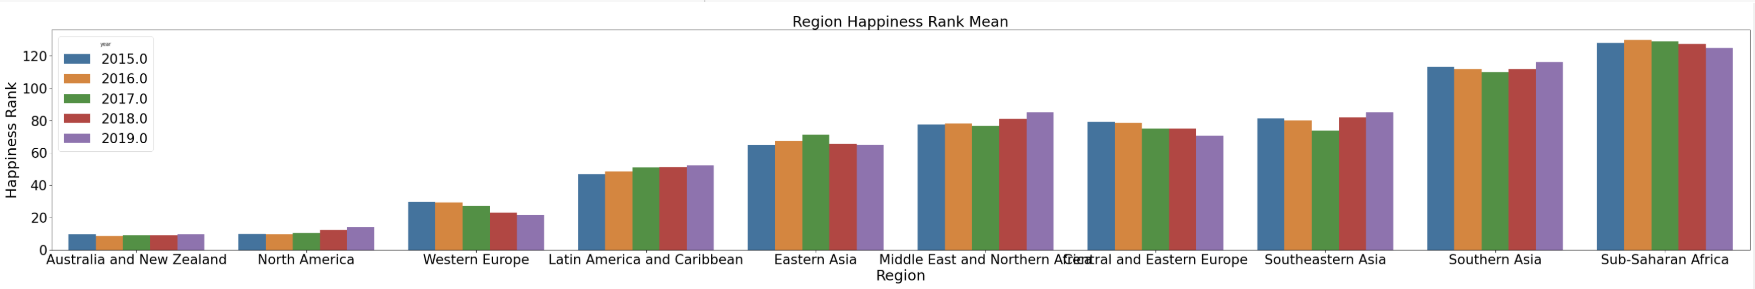 Region Happiness Rank Mean
year
2015.0
2016.0
2017.0
2018.0
2019.0
Happiness Rank
120
100
80
60
40
20
0
Australia and New Zealand North America Western Europe Latin America and Caribbean Eastern Asia Middle East and Northern Africa Central and Eastern Europe Southeastern Asia Southern Asia Sub-Saharan Africa
Region